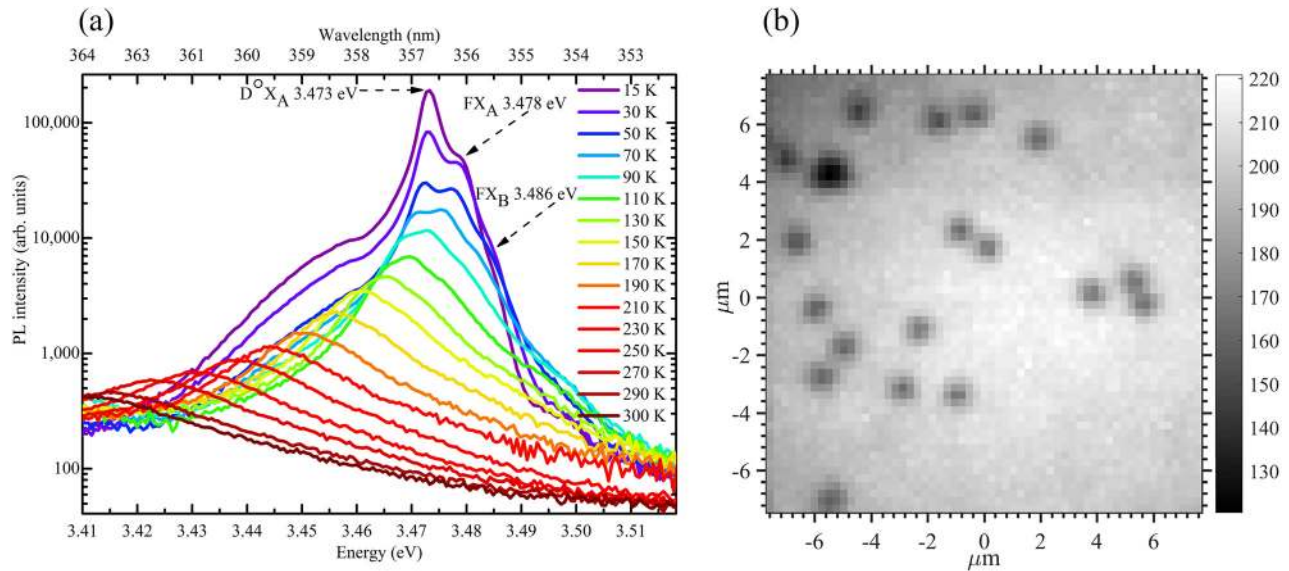 (a)
(b)
Wavelength (nm)
364 363 362 361 360 359 358 357 356 355 354 353
D°X_A 3.473 eV
FX_A 3.478 eV
FX_B 3.486 eV
15 K
30 K
50 K
70 K
90 K
110 K
130 K
150 K
170 K
190 K
210 K
230 K
250 K
270 K
290 K
300 K
PL intensity (arb. units)
100,000
10,000
1,000
100
3.41 3.42 3.43 3.44 3.45 3.46 3.47 3.48 3.49 3.50 3.51
Energy (eV)
μm
6
4
2
0
-2
-4
-6
-6 -4 -2 0 2 4 6
μm
220
210
200
190
180
170
160
150
140
130